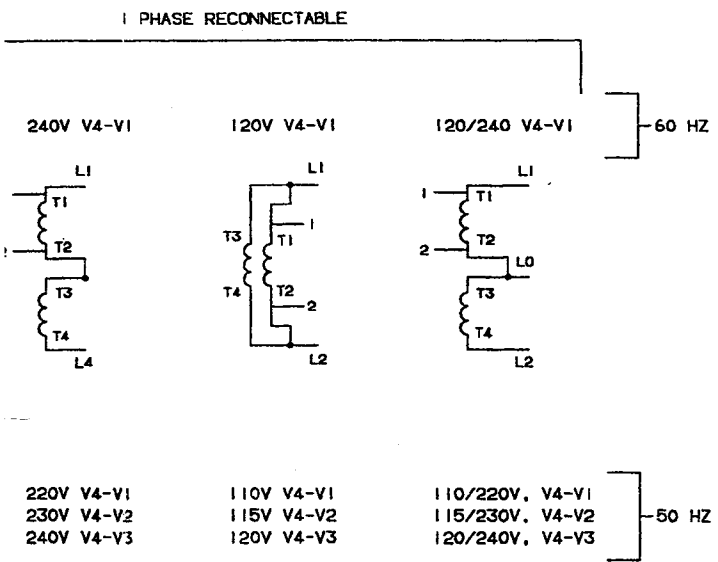 1 PHASE RECONNECTABLE
240V V4-V1 120V V4-V1 120/240 V4-V1 60 HZ
L1 L1 L1
T1 1 T1
T3 T1 1
2 T2 T2 L0
T3 T4 T2 T3
2
T4 T4
L4 L2 L2
220V V4-V1 110V V4-V1 110/220V, V4-V1
230V V4-V2 115V V4-V2 115/230V, V4-V2 50 HZ
240V V4-V3 120V V4-V3 120/240V, V4-V3